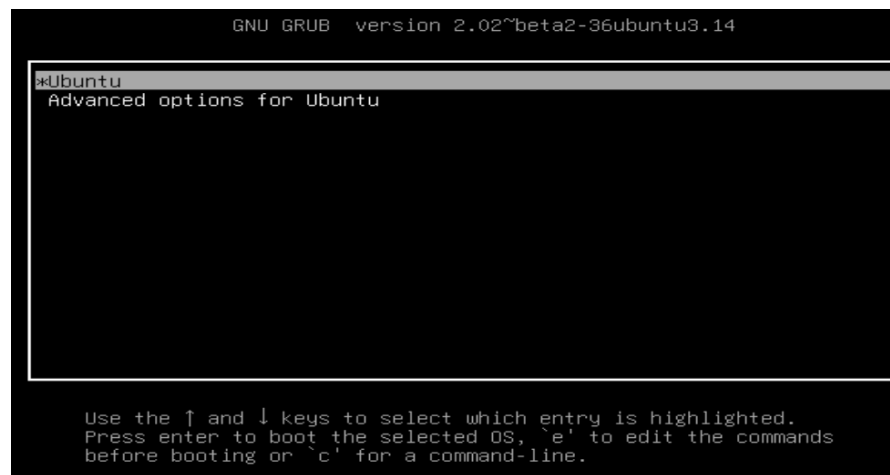 GNU GRUB  version 2.02~beta2-36ubuntu3.14
*Ubuntu
Advanced options for Ubuntu
Use the ↑ and ↓ keys to select which entry is highlighted.
Press enter to boot the selected OS, `e' to edit the commands
before booting or `c' for a command-line.